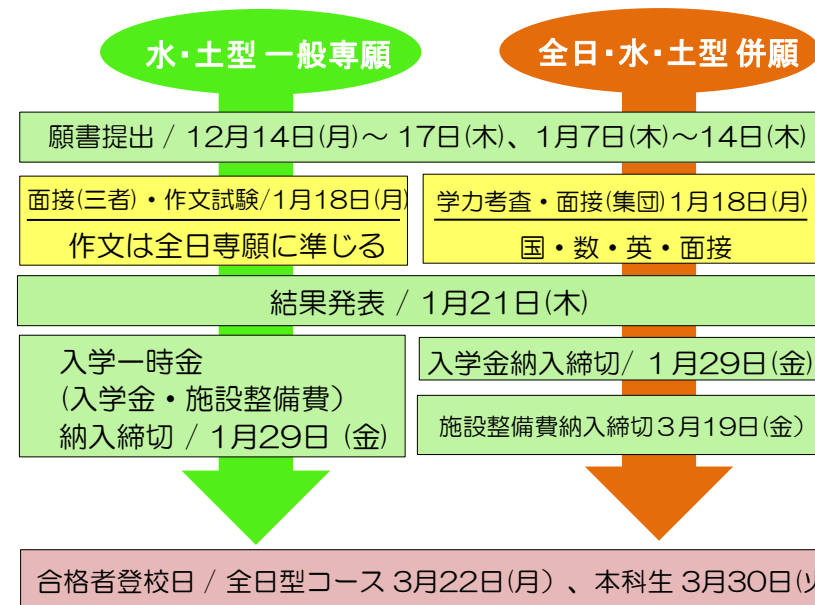 水・土型 一般専願
全日・水・土型 併願
願書提出 / 12月14日(月)～ 17日(木)、1月7日(木)～14日(木)
面接(三者)・作文試験/1月18日(月)
作文は全日専願に準じる
学力考査・面接(集団)1月18日(月)
国・数・英・面接
結果発表 / 1月21日(木)
入学一時金
(入学金・施設整備費）
納入締切 / 1月29日 (金)
入学金納入締切/ 1月29日(金)
施設整備費納入締切3月19日(金）
合格者登校日 / 全日型コース 3月22日(月）、本科生 3月30日(